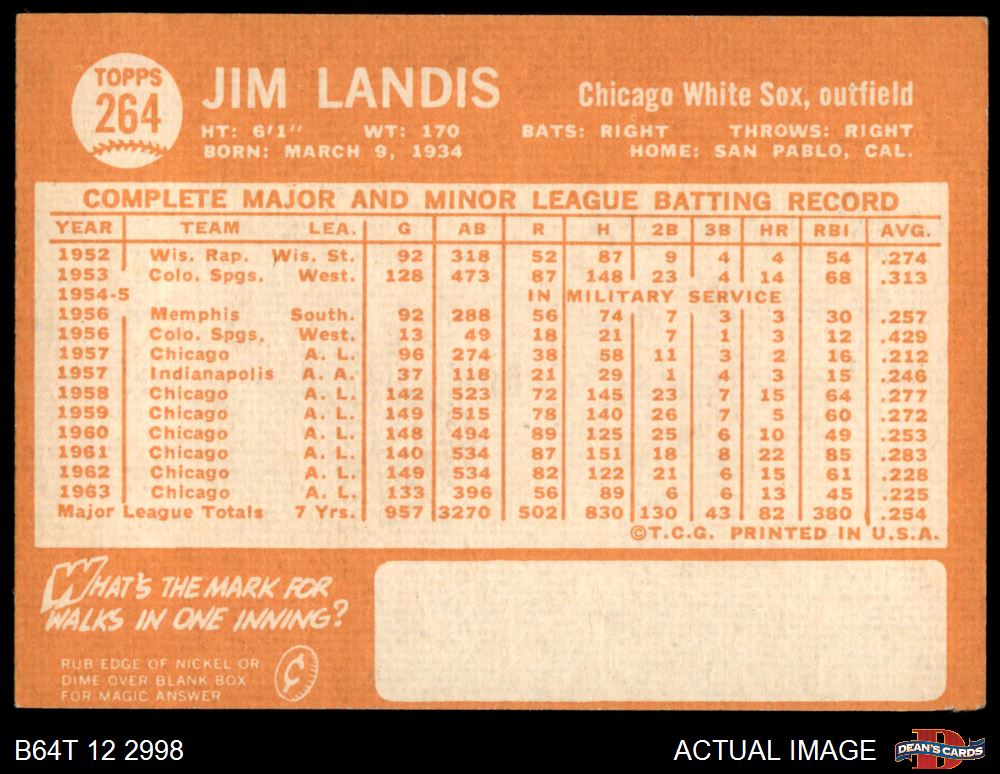 TOPPS
264
JIM LANDIS
Chicago White Sox, outfield
HT: 6'1" WT: 170 BATS: RIGHT THROWS: RIGHT
BORN: MARCH 9, 1934 HOME: SAN PABLO, CAL.
COMPLETE MAJOR AND MINOR LEAGUE BATTING RECORD
YEAR TEAM LEA. G AB R H 2B 3B HR RBI AVG.
1952 Wis. Rap. Wis. St. 92 318 52 87 9 4 4 54 .274
1953 Colo. Spgs. West. 128 473 87 148 23 4 14 68 .313
1954-5 IN MILITARY SERVICE
1956 Memphis South. 92 288 56 74 7 3 3 30 .257
1956 Colo. Spgs. West. 13 49 18 21 7 1 3 12 .429
1957 Chicago A. L. 96 274 38 58 11 3 2 16 .212
1957 Indianapolis A. A. 37 118 21 29 1 4 3 15 .246
1958 Chicago A. L. 142 523 72 145 23 7 15 64 .277
1959 Chicago A. L. 149 515 78 140 26 7 5 60 .272
1960 Chicago A. L. 148 494 89 125 25 6 10 49 .253
1961 Chicago A. L. 140 534 87 151 18 8 22 85 .283
1962 Chicago A. L. 149 534 82 122 21 6 15 61 .228
1963 Chicago A. L. 133 396 56 89 6 6 13 45 .225
Major League Totals 7 Yrs. 957 3270 502 830 130 43 82 380 .254
©T.C.G. PRINTED IN U.S.A.
WHAT'S THE MARK FOR
WALKS IN ONE INNING?
RUB EDGE OF NICKEL OR
DIME OVER BLANK BOX
FOR MAGIC ANSWER
¢
B64T 12 2998 ACTUAL IMAGE
D
DEAN'S CARDS